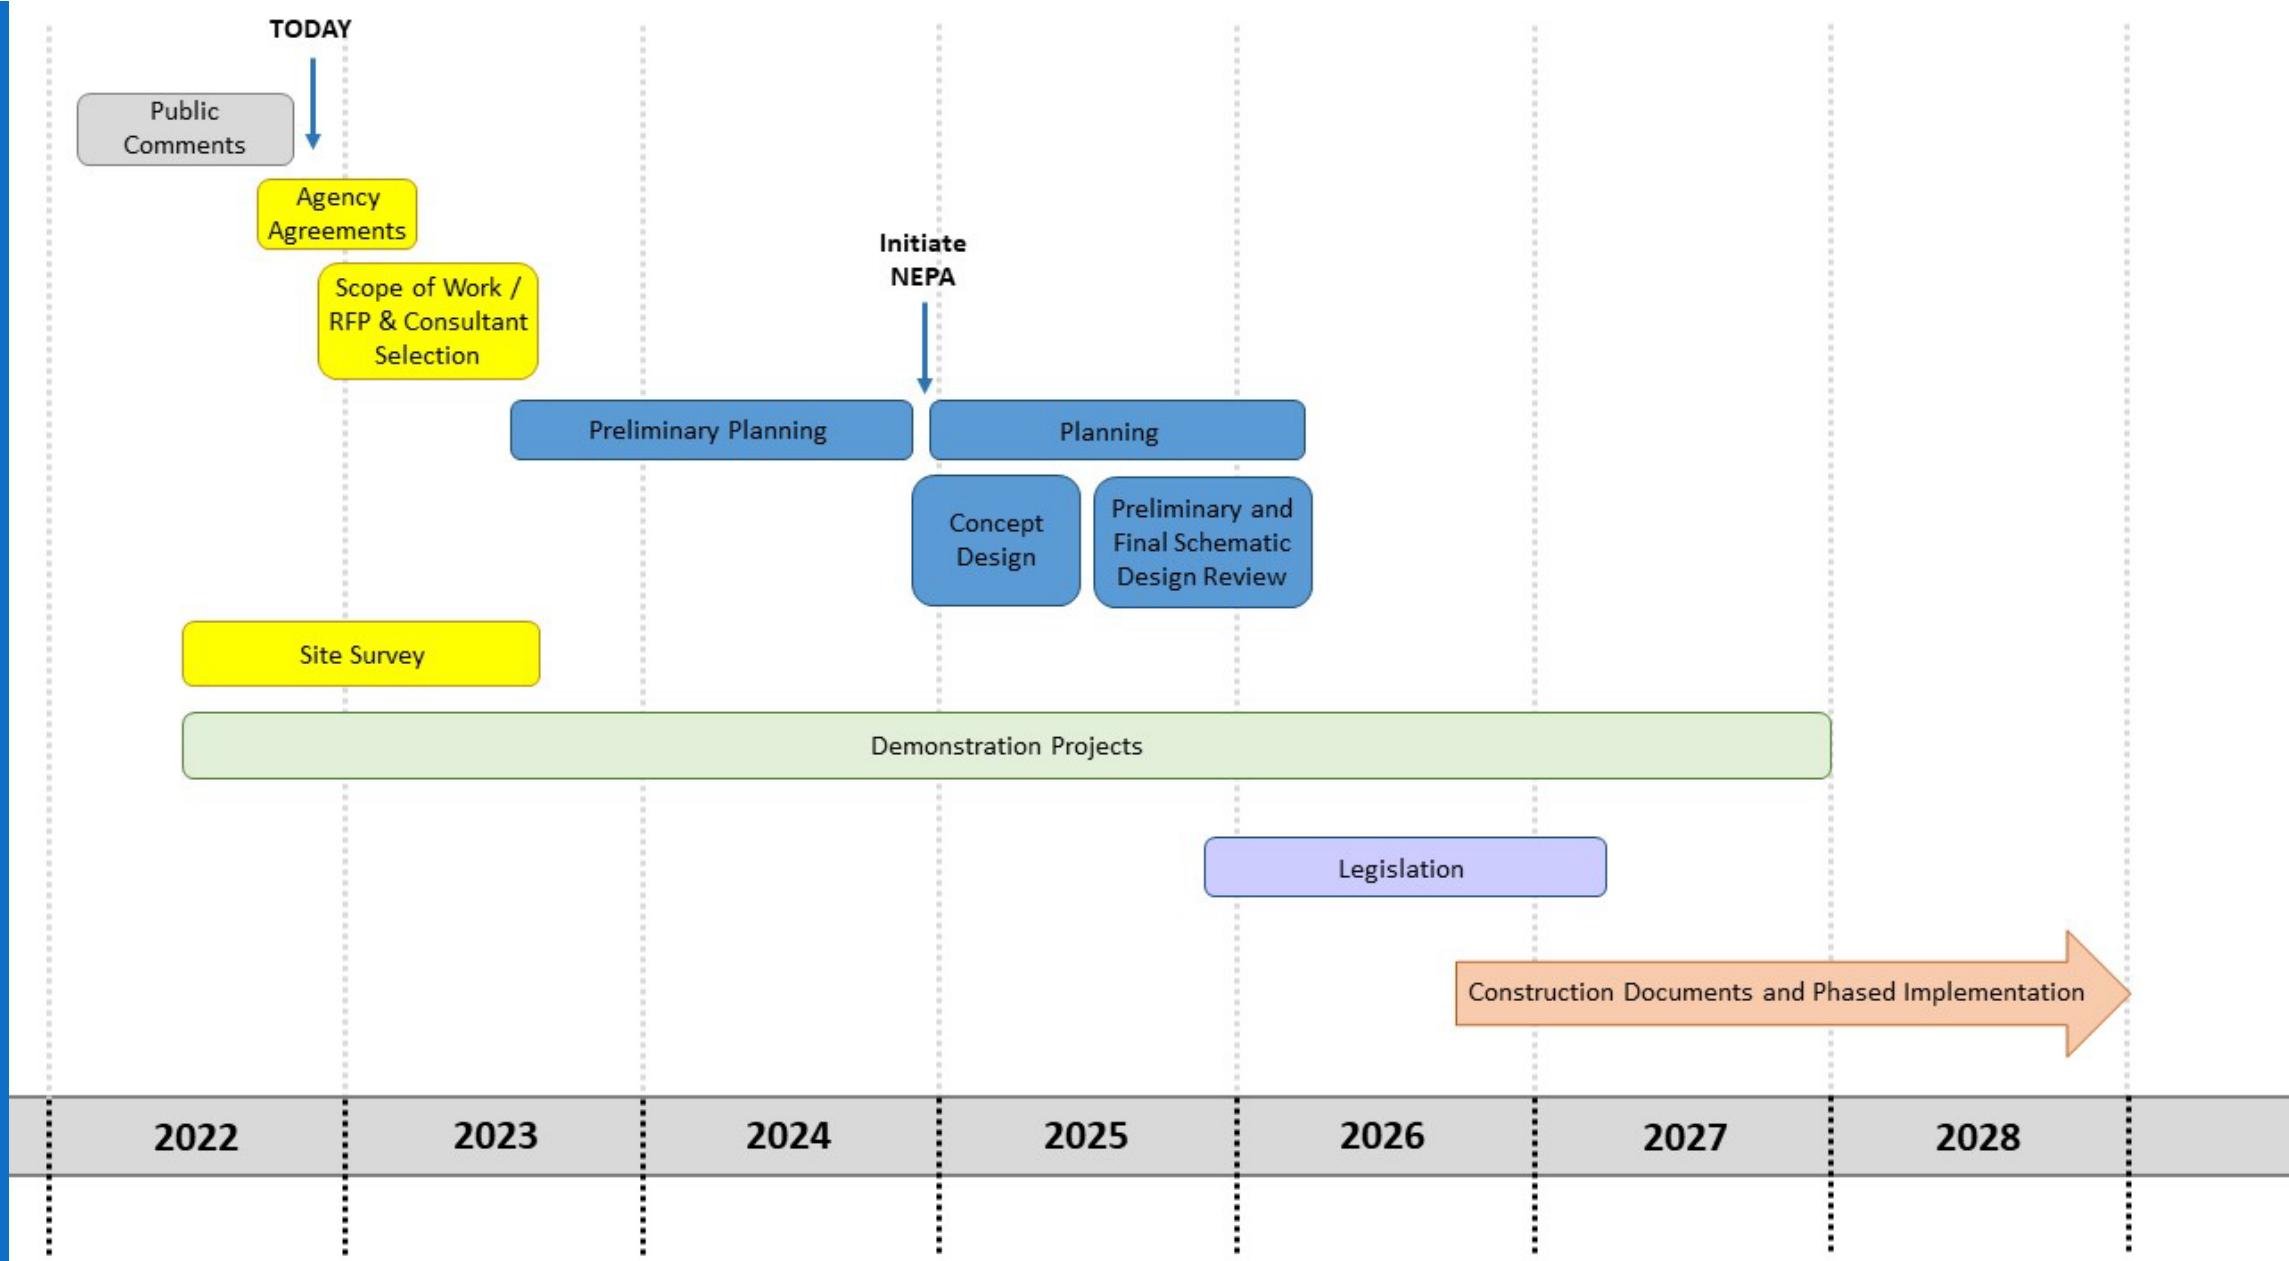 TODAY
Public
Comments
Agency
Agreements
Initiate
NEPA
Scope of Work /
RFP & Consultant
Selection
Preliminary Planning
Planning
Concept
Design
Preliminary and
Final Schematic
Design Review
Site Survey
Demonstration Projects
Legislation
Construction Documents and Phased Implementation
2022 2023 2024 2025 2026 2027 2028